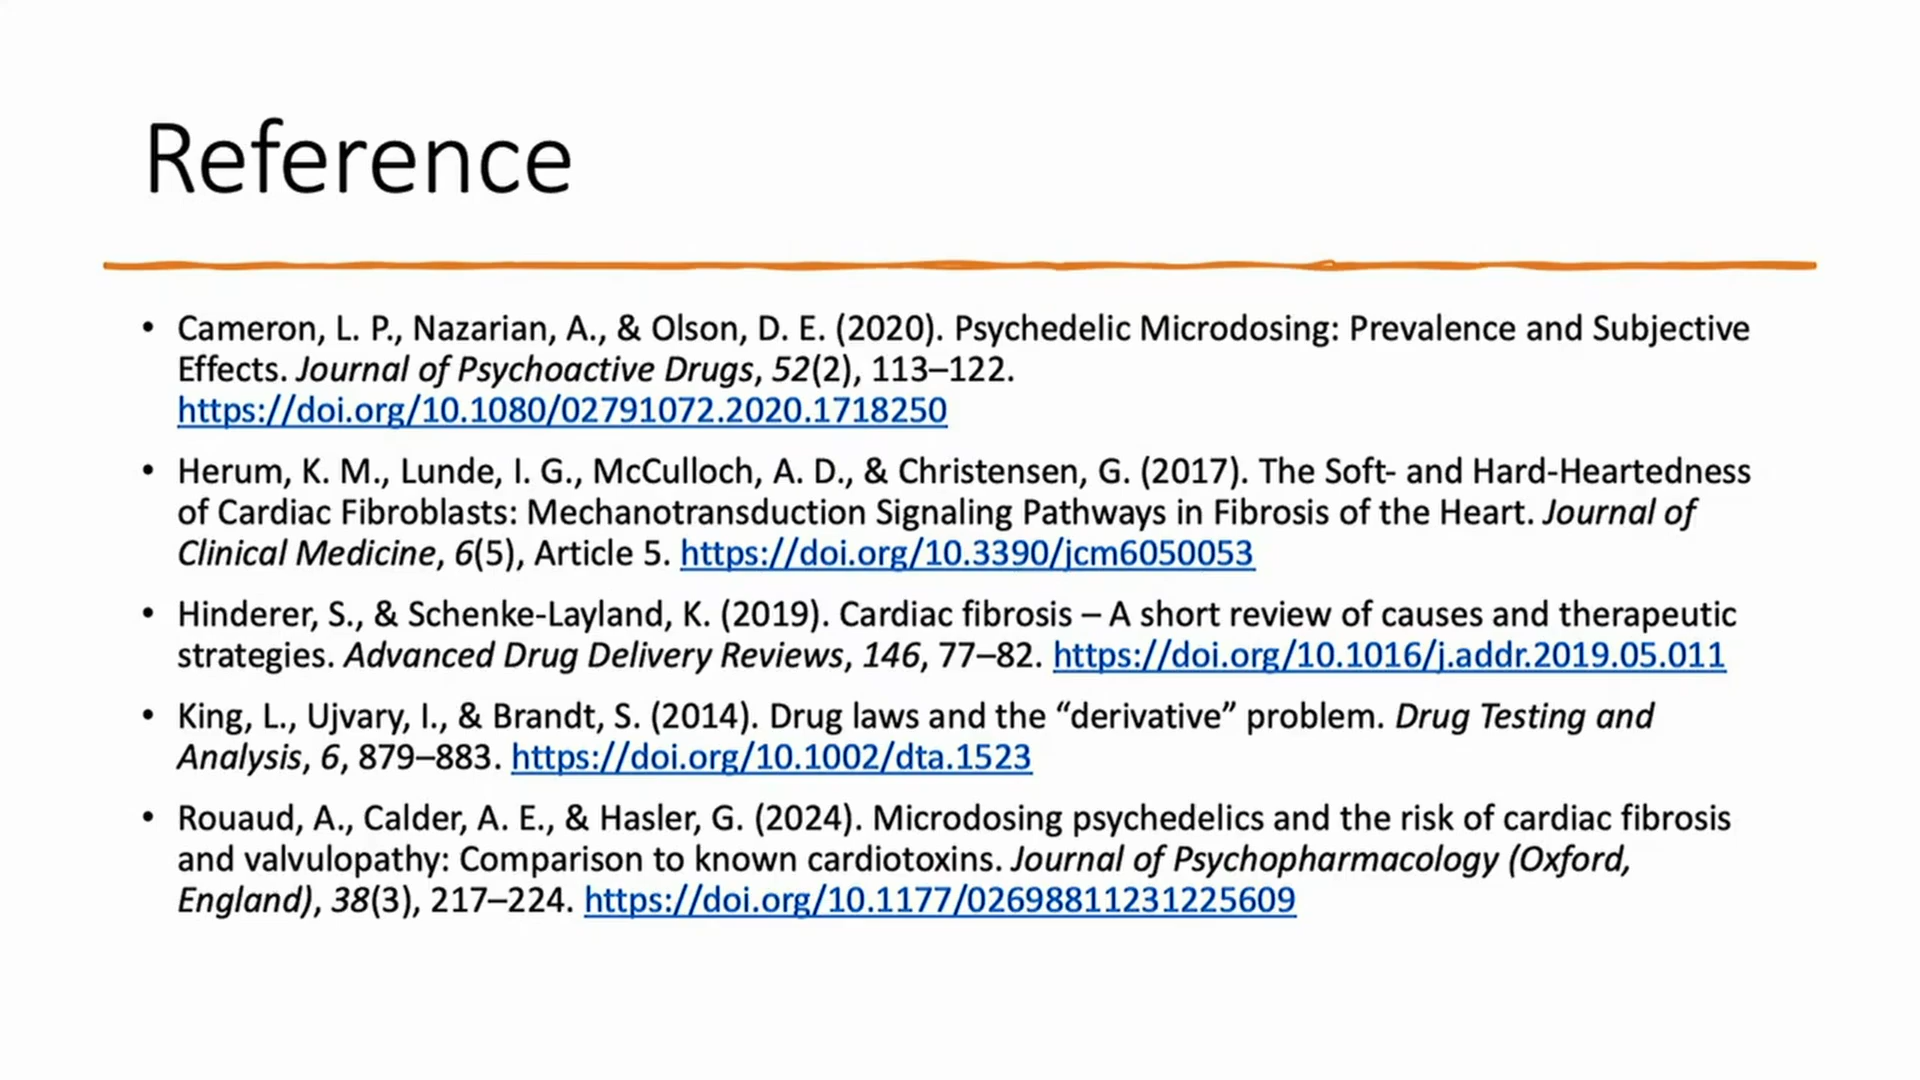 Reference
• Cameron, L. P., Nazarian, A., & Olson, D. E. (2020). Psychedelic Microdosing: Prevalence and Subjective
Effects. Journal of Psychoactive Drugs, 52(2), 113–122.
https://doi.org/10.1080/02791072.2020.1718250
• Herum, K. M., Lunde, I. G., McCulloch, A. D., & Christensen, G. (2017). The Soft- and Hard-Heartedness
of Cardiac Fibroblasts: Mechanotransduction Signaling Pathways in Fibrosis of the Heart. Journal of
Clinical Medicine, 6(5), Article 5. https://doi.org/10.3390/jcm6050053
• Hinderer, S., & Schenke-Layland, K. (2019). Cardiac fibrosis – A short review of causes and therapeutic
strategies. Advanced Drug Delivery Reviews, 146, 77–82. https://doi.org/10.1016/j.addr.2019.05.011
• King, L., Ujvary, I., & Brandt, S. (2014). Drug laws and the “derivative” problem. Drug Testing and
Analysis, 6, 879–883. https://doi.org/10.1002/dta.1523
• Rouaud, A., Calder, A. E., & Hasler, G. (2024). Microdosing psychedelics and the risk of cardiac fibrosis
and valvulopathy: Comparison to known cardiotoxins. Journal of Psychopharmacology (Oxford,
England), 38(3), 217–224. https://doi.org/10.1177/02698811231225609